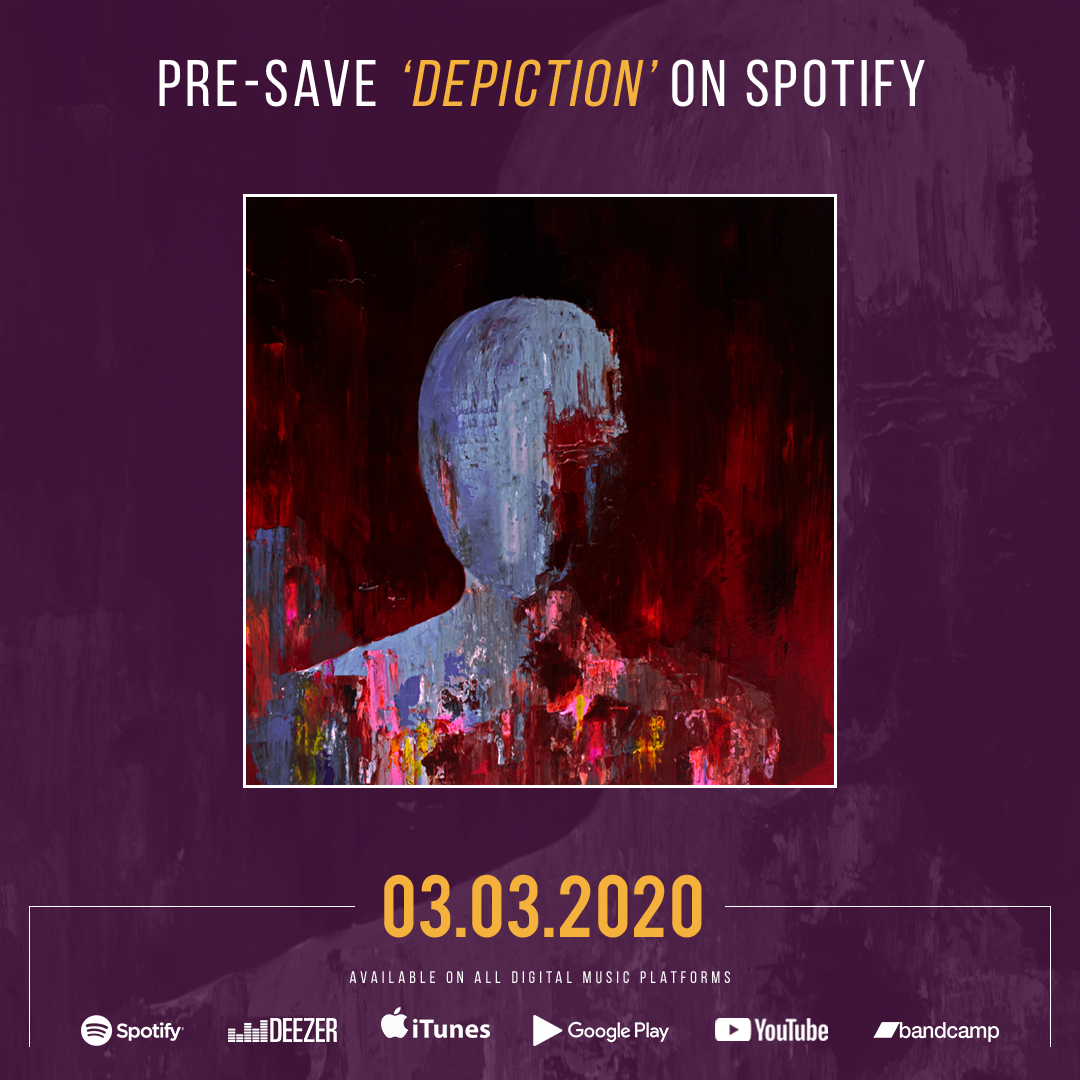 PRE-SAVE ‘DEPICTION’ ON SPOTIFY
03.03.2020
AVAILABLE ON ALL DIGITAL MUSIC PLATFORMS
Spotify DEEZER iTunes Google Play YouTube bandcamp